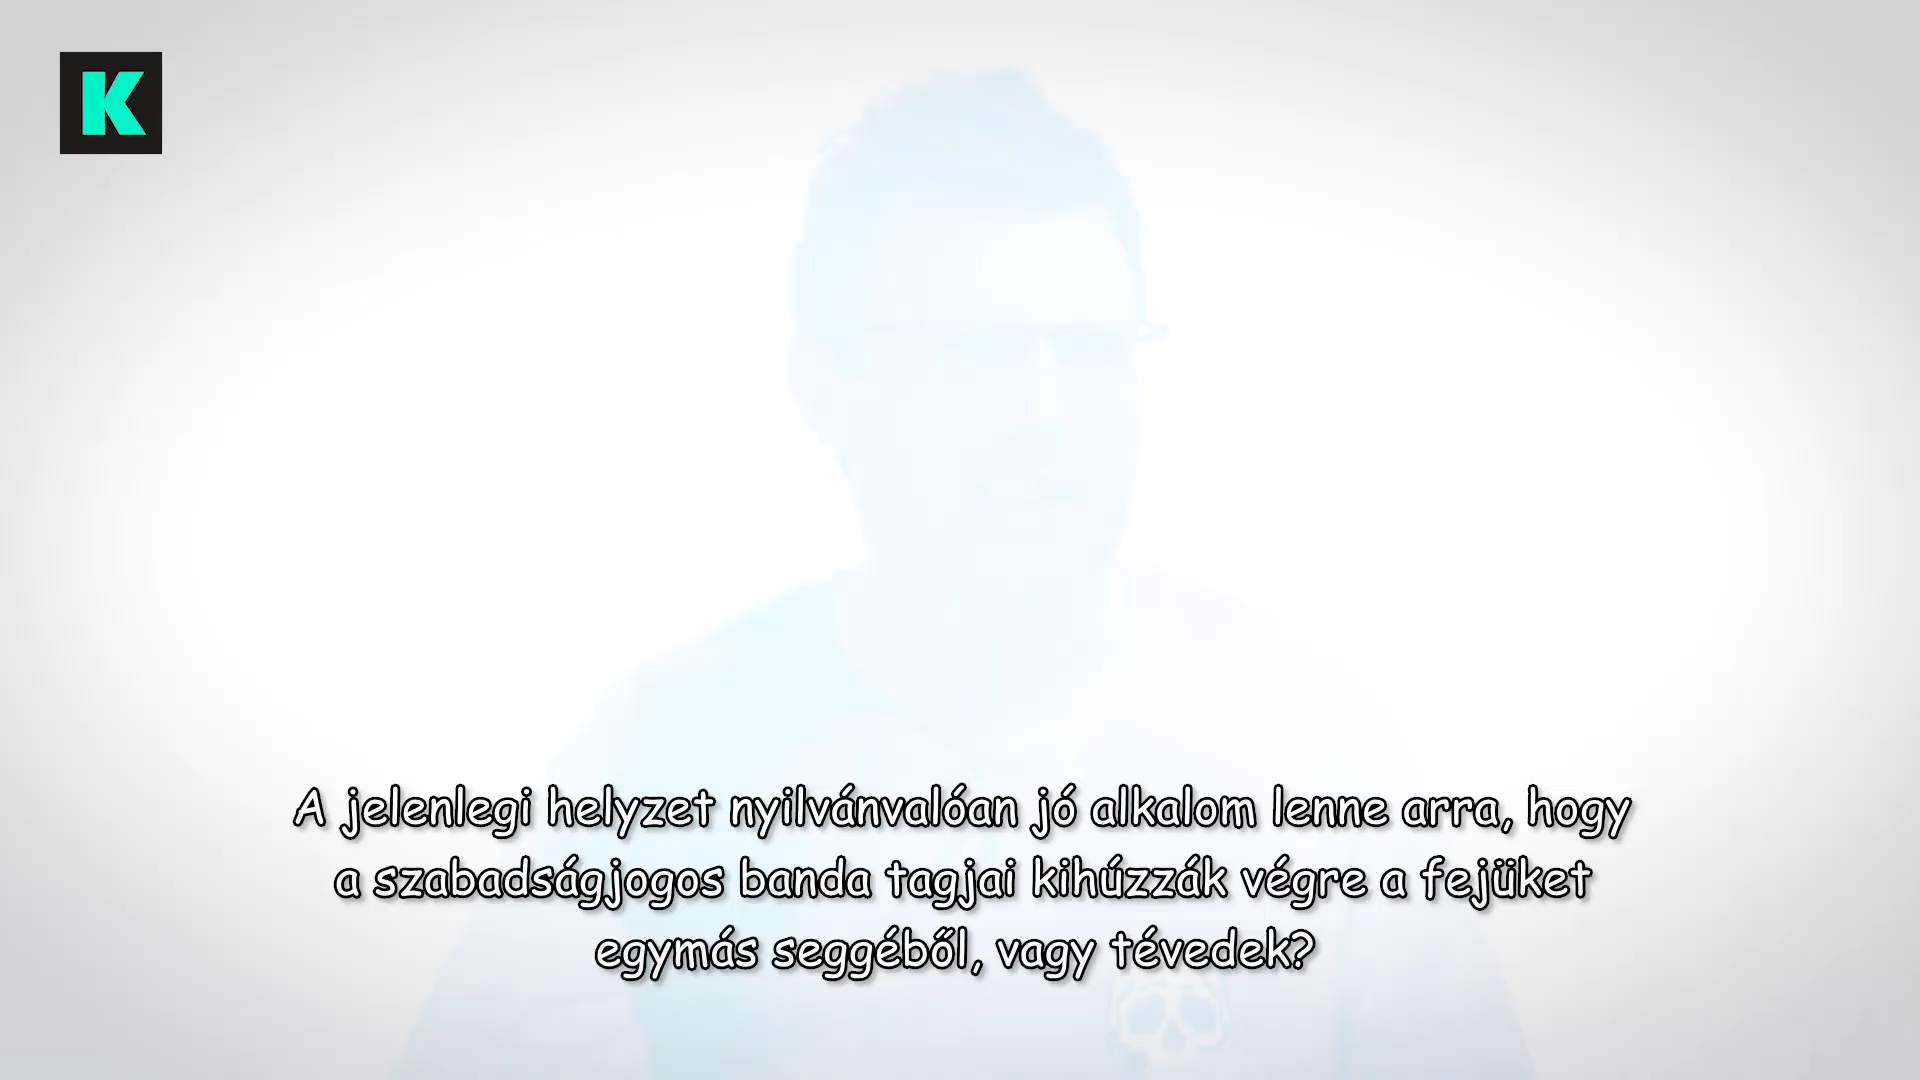 K
A jelenlegi helyzet nyilvánvalóan jó alkalom lenne arra, hogy
a szabadságjogos banda tagjai kihúzzák végre a fejüket
egymás seggéből, vagy tévedek?